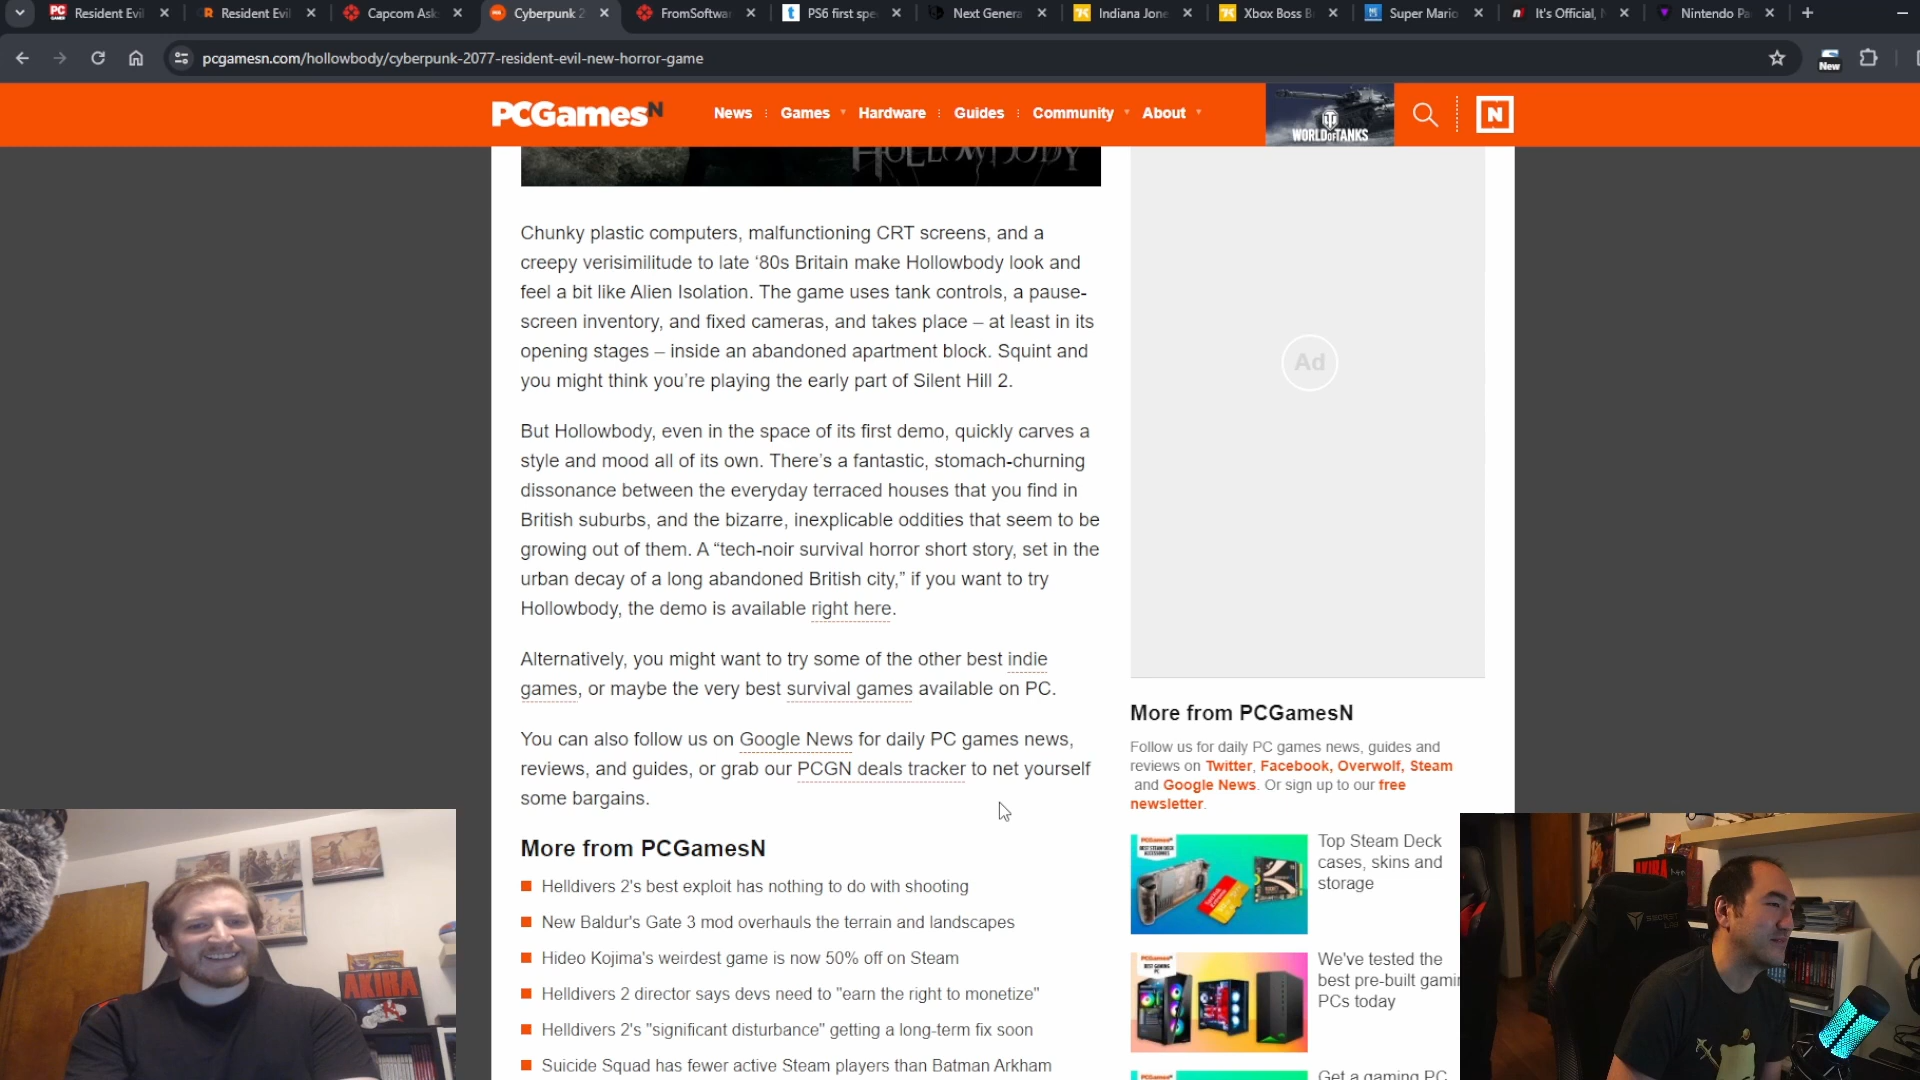 Resident Evil
Resident Evil
Capcom Ask
Cyberpunk 2
FromSoftwar
PS6 first spe
Next Genera
Indiana Jone
Xbox Boss B
Super Mario
It's Official, N
Nintendo Pa
pcgamesn.com/hollowbody/cyberpunk-2077-resident-evil-new-horror-game
New
PCGamesN
News
Games
Hardware
Guides
Community
About
WORLD OF TANKS
N
HOLLOWBODY
Chunky plastic computers, malfunctioning CRT screens, and a
creepy verisimilitude to late ‘80s Britain make Hollowbody look and
feel a bit like Alien Isolation. The game uses tank controls, a pause-
screen inventory, and fixed cameras, and takes place – at least in its
opening stages – inside an abandoned apartment block. Squint and
you might think you’re playing the early part of Silent Hill 2.
But Hollowbody, even in the space of its first demo, quickly carves a
style and mood all of its own. There’s a fantastic, stomach-churning
dissonance between the everyday terraced houses that you find in
British suburbs, and the bizarre, inexplicable oddities that seem to be
growing out of them. A “tech-noir survival horror short story, set in the
urban decay of a long abandoned British city,” if you want to try
Hollowbody, the demo is available right here.
Alternatively, you might want to try some of the other best indie
games, or maybe the very best survival games available on PC.
You can also follow us on Google News for daily PC games news,
reviews, and guides, or grab our PCGN deals tracker to net yourself
some bargains.
More from PCGamesN
Helldivers 2's best exploit has nothing to do with shooting
New Baldur's Gate 3 mod overhauls the terrain and landscapes
Hideo Kojima's weirdest game is now 50% off on Steam
Helldivers 2 director says devs need to "earn the right to monetize"
Helldivers 2's "significant disturbance" getting a long-term fix soon
Suicide Squad has fewer active Steam players than Batman Arkham
Ad
More from PCGamesN
Follow us for daily PC games news, guides and
reviews on Twitter, Facebook, Overwolf, Steam
and Google News. Or sign up to our free
newsletter.
Top Steam Deck
cases, skins and
storage
We've tested the
best pre-built gamin
PCs today
Get a gaming PC
AKIRA
AKIRA